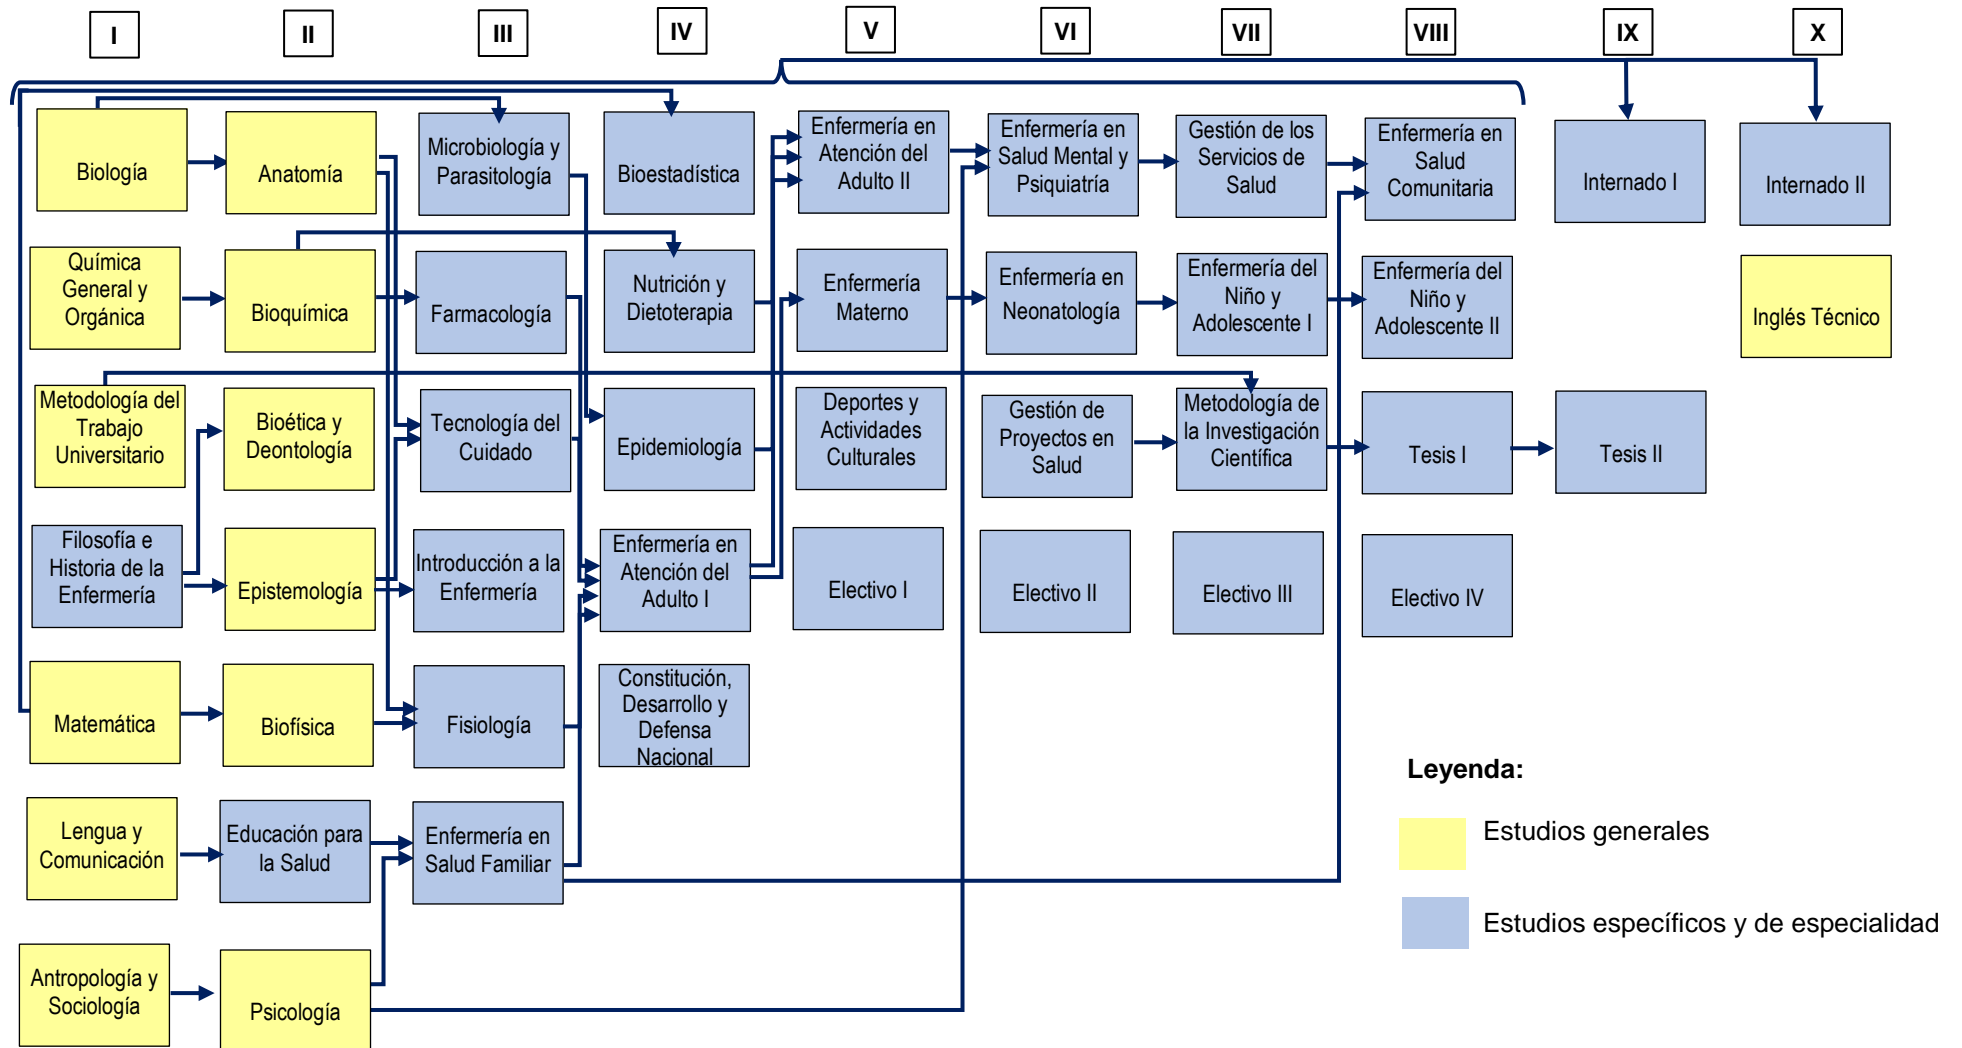 I
II
III
IV
V
VI
VII
VIII
IX
X
Biología
Anatomía
Microbiología y
Parasitología
Bioestadística
Enfermería en
Atención del
Adulto II
Enfermería en
Salud Mental y
Psiquiatría
Gestión de los
Servicios de
Salud
Enfermería en
Salud
Comunitaria
Internado I
Internado II
Química
General y
Orgánica
Bioquímica
Farmacología
Nutrición y
Dietoterapia
Enfermería
Materno
Enfermería en
Neonatología
Enfermería del
Niño y
Adolescente I
Enfermería del
Niño y
Adolescente II
Inglés Técnico
Metodología del
Trabajo
Universitario
Bioética y
Deontología
Tecnología del
Cuidado
Epidemiología
Deportes y
Actividades
Culturales
Gestión de
Proyectos en
Salud
Metodología de
la Investigación
Científica
Tesis I
Tesis II
Filosofía e
Historia de la
Enfermería
Epistemología
Introducción a la
Enfermería
Enfermería en
Atención del
Adulto I
Electivo I
Electivo II
Electivo III
Electivo IV
Matemática
Biofísica
Fisiología
Constitución,
Desarrollo y
Defensa
Nacional
Lengua y
Comunicación
Educación para
la Salud
Enfermería en
Salud Familiar
Antropología y
Sociología
Psicología
Leyenda:
Estudios generales
Estudios específicos y de especialidad